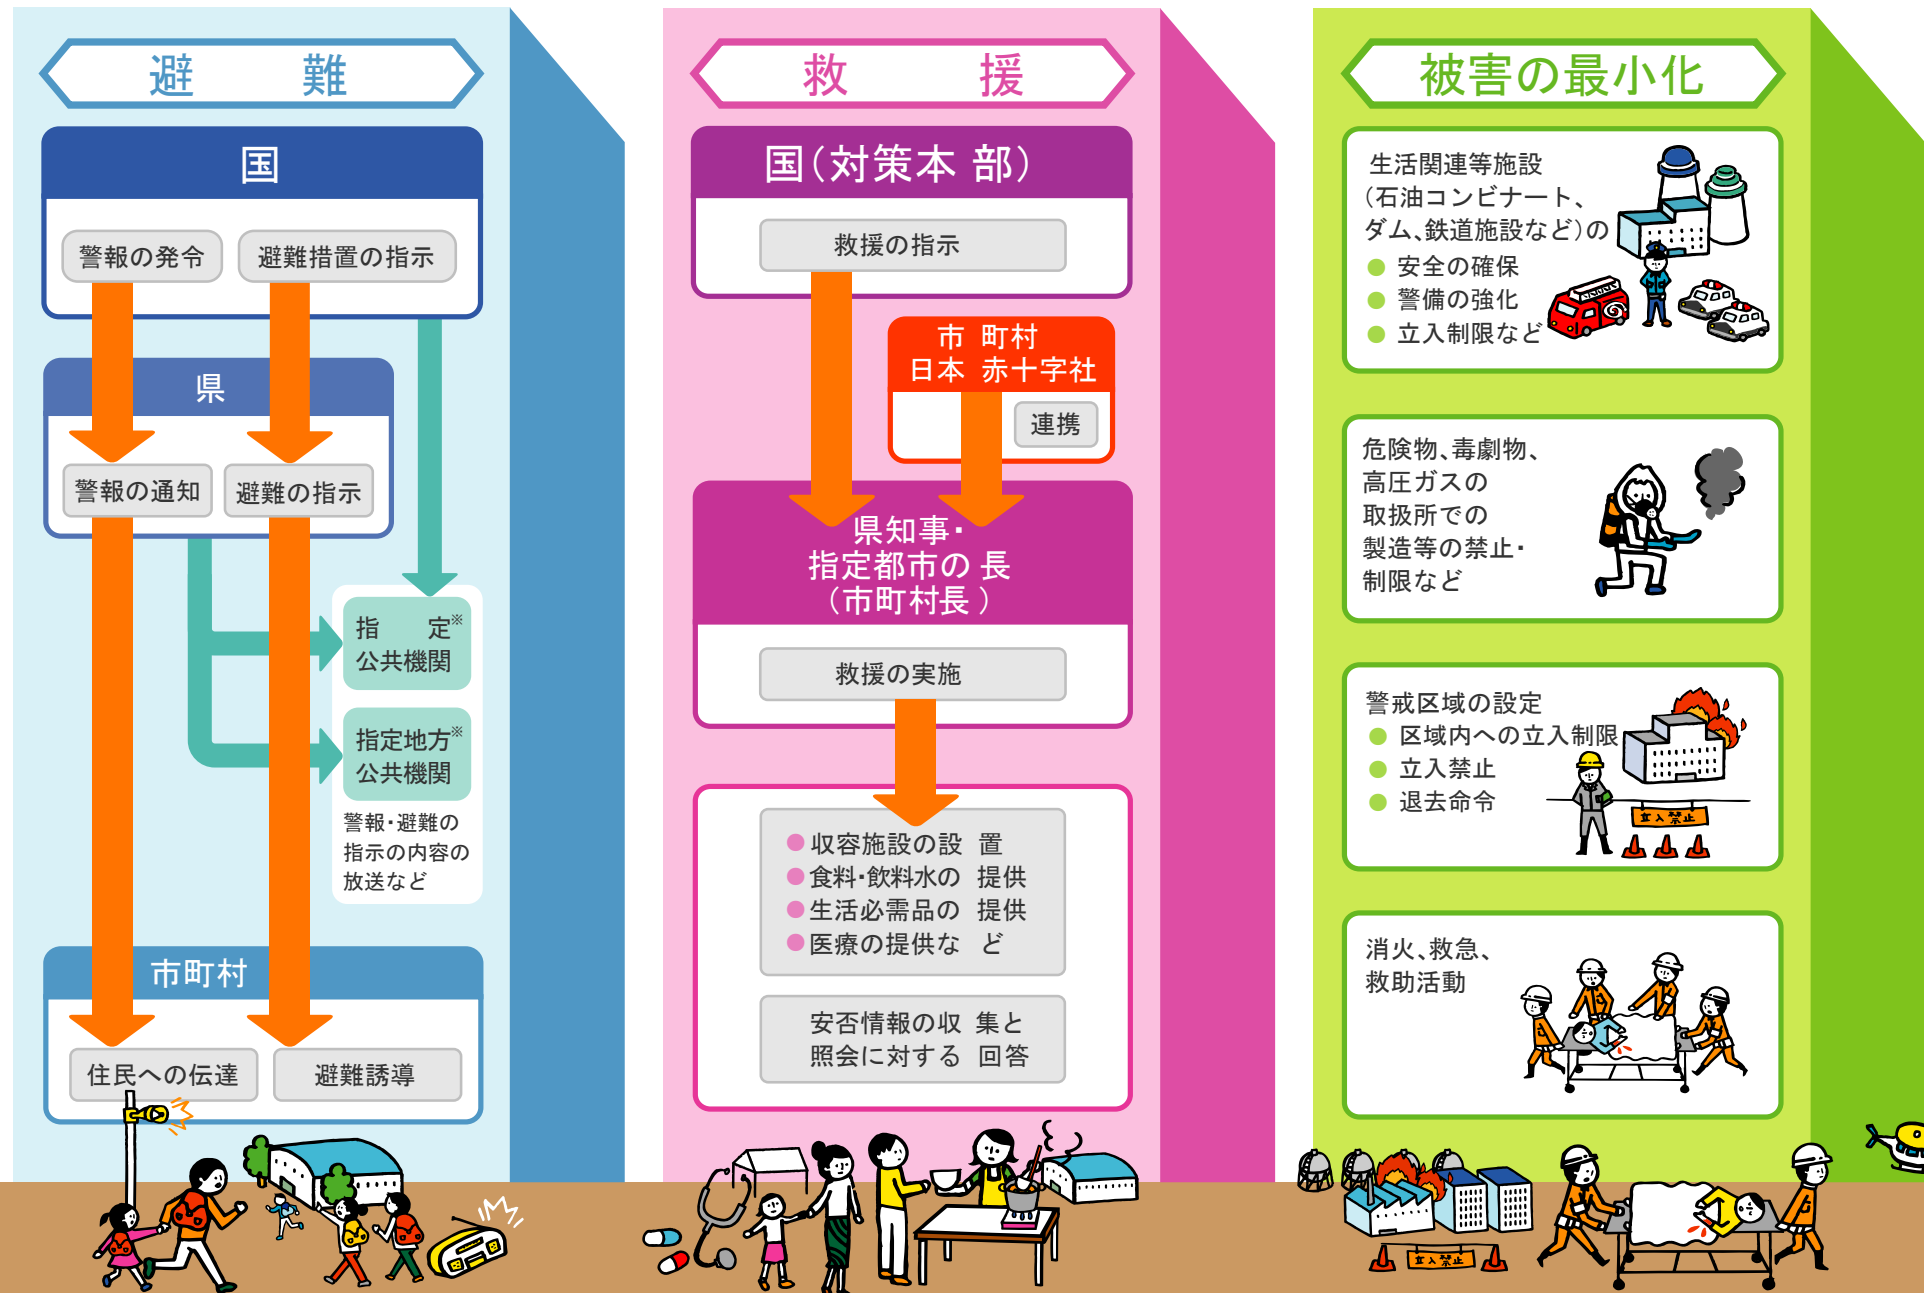 避難
国
警報の発令
避難措置の指示
県
警報の通知
避難の指示
指定※
公共機関
指定地方※
公共機関
警報・避難の
指示の内容の
放送など
市町村
住民への伝達
避難誘導
救援
国(対策本部)
救援の指示
市町村
日本赤十字社
連携
県知事・
指定都市の長
(市町村長)
救援の実施
●収容施設の設置
●食料・飲料水の提供
●生活必需品の提供
●医療の提供など
安否情報の収集と
照会に対する回答
被害の最小化
生活関連等施設
(石油コンビナート、
ダム、鉄道施設など)の
● 安全の確保
● 警備の強化
● 立入制限など
危険物、毒劇物、
高圧ガスの
取扱所での
製造等の禁止・
制限など
警戒区域の設定
● 区域内への立入制限
● 立入禁止
● 退去命令
立入禁止
消火、救急、
救助活動
立入禁止